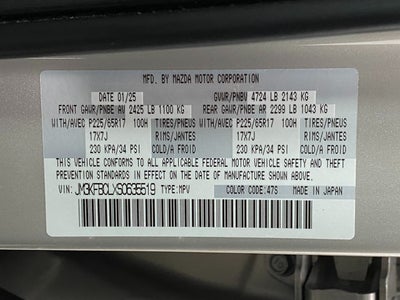 MFD. BY MAZDA MOTOR CORPORATION
DATE 01/25 GVWR/PNBV 4724 LB 2143 KG
FRONT GAWR/PNBE AV 2425 LB 1100 KG REAR GAWR/PNBE AR 2299 LB 1043 KG
WITH/AVEC P225/65R17 100H TIRES/PNEUS WITH/AVEC P225/65R17 100H TIRES/PNEUS
17X7J RIMS/JANTES 17X7J RIMS/JANTES
230 KPA/34 PSI COLD/A FROID 230 KPA/34 PSI COLD/A FROID
THIS VEHICLE CONFORMS TO ALL APPLICABLE FEDERAL MOTOR VEHICLE SAFETY AND
THEFT PREVENTION STANDARDS IN EFFECT ON THE DATE OF MANUFACTURE SHOWN ABOVE.
VIN: JM3KFBCLXS0635519 TYPE: MPV COLOR CODE: 47S MADE IN JAPAN